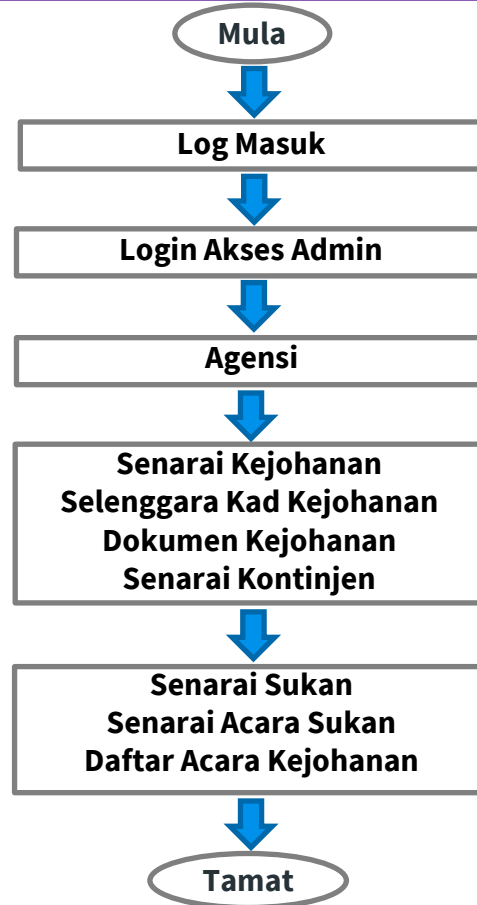 Mula
Log Masuk
Login Akses Admin
Agensi
Senarai Kejohanan
Selenggara Kad Kejohanan
Dokumen Kejohanan
Senarai Kontinjen
Senarai Sukan
Senarai Acara Sukan
Daftar Acara Kejohanan
Tamat